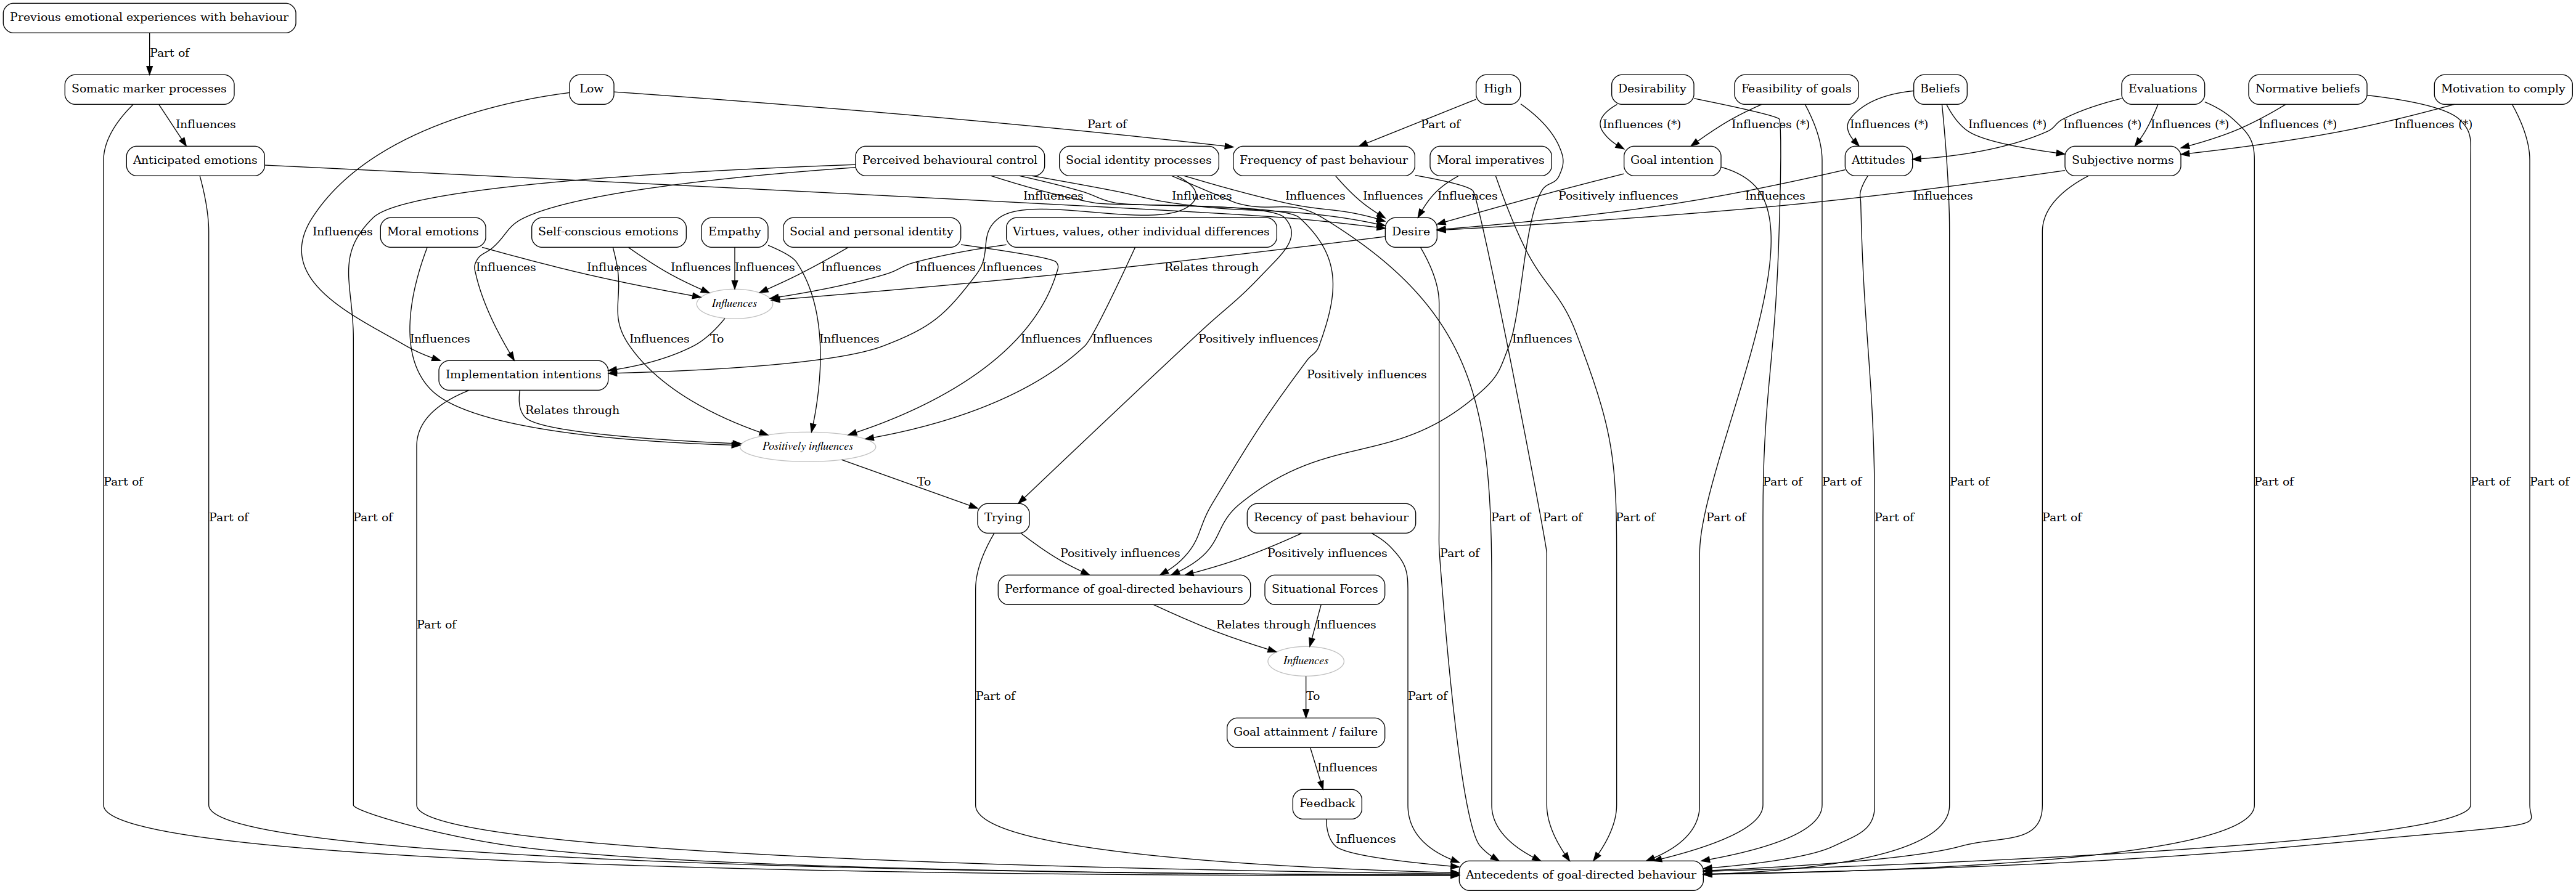 Previous emotional experiences with behaviour
Part of
Somatic marker processes
Low
High
Desirability
Feasibility of goals
Beliefs
Evaluations
Normative beliefs
Motivation to comply
Influences
Part of
Part of
Influences (*)
Influences (*)
Influences (*)
Influences (*)
Influences (*)
Influences (*)
Influences (*)
Influences (*)
Anticipated emotions
Perceived behavioural control
Social identity processes
Frequency of past behaviour
Moral imperatives
Goal intention
Attitudes
Subjective norms
Influences
Influences
Influences
Influences
Influences
Positively influences
Influences
Influences
Influences
Moral emotions
Self-conscious emotions
Empathy
Social and personal identity
Virtues, values, other individual differences
Desire
Influences
Influences
Influences
Influences
Influences
Influences
Influences
Relates through
Influences
Influences
To
Influences
Influences
Influences
Influences
Positively influences
Influences
Implementation intentions
Positively influences
Relates through
Positively influences
Part of
To
Part of
Part of
Part of
Part of
Part of
Part of
Part of
Part of
Trying
Recency of past behaviour
Part of
Part of
Part of
Part of
Part of
Part of
Part of
Positively influences
Positively influences
Part of
Performance of goal-directed behaviours
Situational Forces
Part of
Relates through
Influences
Influences
Part of
To
Part of
Goal attainment / failure
Influences
Feedback
Influences
Antecedents of goal-directed behaviour